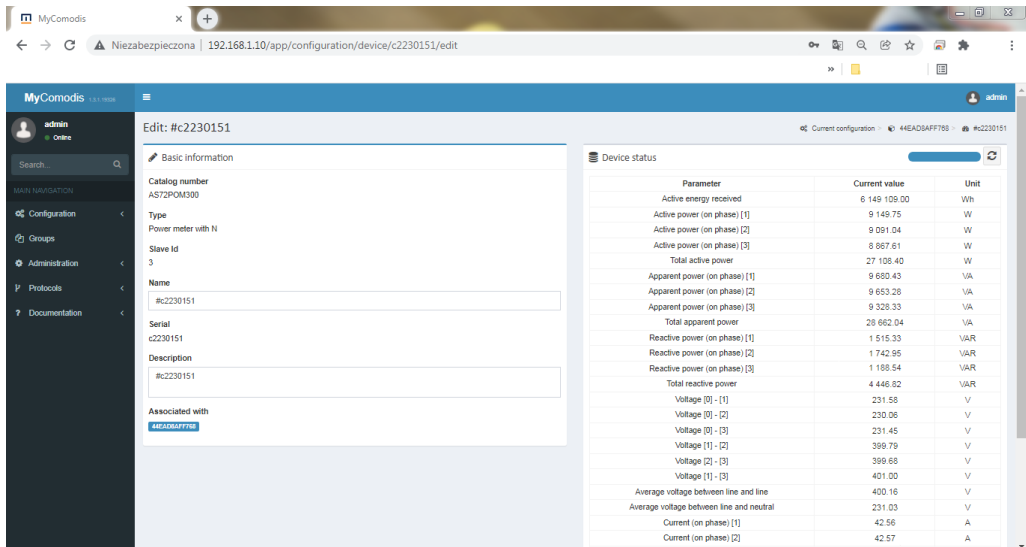 MyComodis
Niezabezpieczona | 192.168.1.10/app/configuration/device/c2230151/edit
MyComodis
admin
admin
Online
Search...
MAIN NAVIGATION
Configuration
Groups
Administration
Protocols
Documentation
Edit: #c2230151
Current configuration > 44EAD8AFF768 > #c2230151
Basic information
Catalog number
AS72POM300
Type
Power meter with N
Slave Id
3
Name
#c2230151
Serial
c2230151
Description
#c2230151
Associated with
44EAD8AFF768
Device status
Parameter Current value Unit
Active energy received 6 149 109.00 Wh
Active power (on phase) [1] 9 149.75 W
Active power (on phase) [2] 9 091.04 W
Active power (on phase) [3] 8 867.61 W
Total active power 27 108.40 W
Apparent power (on phase) [1] 9 680.43 VA
Apparent power (on phase) [2] 9 653.28 VA
Apparent power (on phase) [3] 9 328.33 VA
Total apparent power 28 662.04 VA
Reactive power (on phase) [1] 1 515.33 VAR
Reactive power (on phase) [2] 1 742.95 VAR
Reactive power (on phase) [3] 1 188.54 VAR
Total reactive power 4 446.82 VAR
Voltage [0] - [1] 231.58 V
Voltage [0] - [2] 230.06 V
Voltage [0] - [3] 231.45 V
Voltage [1] - [2] 399.79 V
Voltage [2] - [3] 399.68 V
Voltage [1] - [3] 401.00 V
Average voltage between line and line 400.16 V
Average voltage between line and neutral 231.03 V
Current (on phase) [1] 42.56 A
Current (on phase) [2] 42.57 A